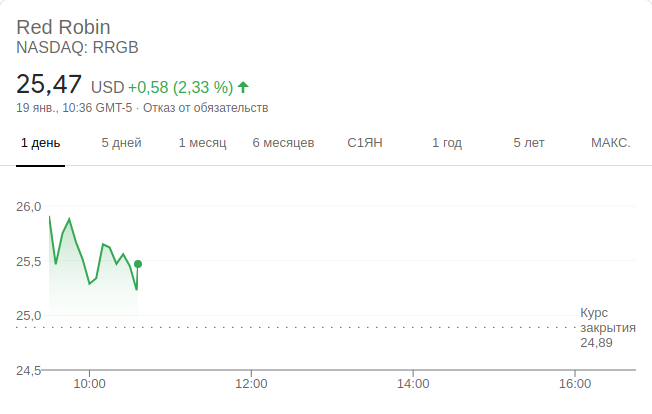 Red Robin
NASDAQ: RRGB
25,47 USD +0,58 (2,33 %)
19 янв., 10:36 GMT-5 · Отказ от обязательств
1 день 5 дней 1 месяц 6 месяцев С1ЯН 1 год 5 лет МАКС.
26,0
25,5
25,0
Курс
закрытия
24,89
24,5
10:00 12:00 14:00 16:00